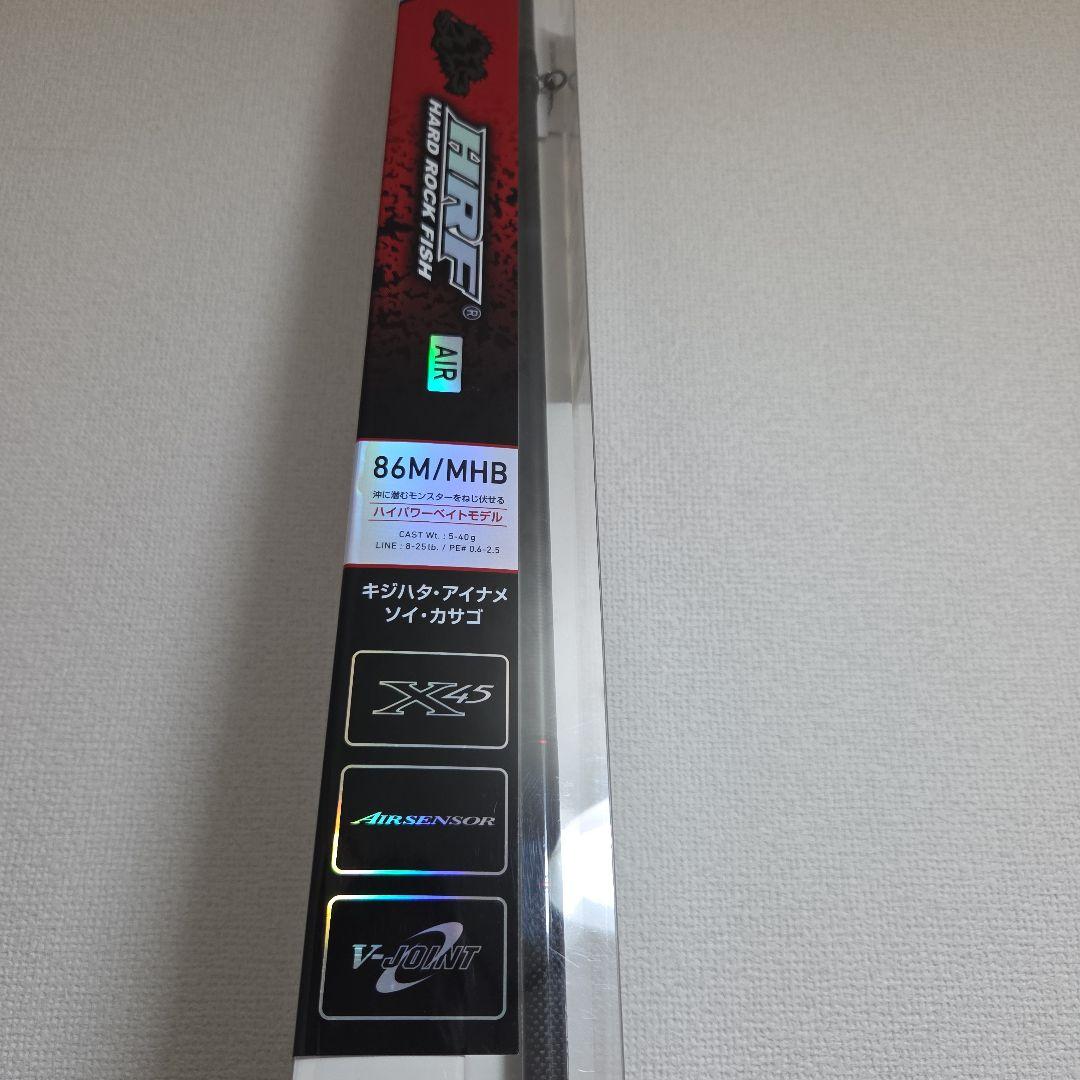 HRF®
HARD ROCK FISH
AIR
86M/MHB
沖に潜むモンスターをねじ伏せる
ハイパワーベイトモデル
CAST Wt. : 5-40g
LINE : 8-25lb. / PE# 0.6-2.5
キジハタ・アイナメ
ソイ・カサゴ
X45
AIRSENSOR
V-JOINT